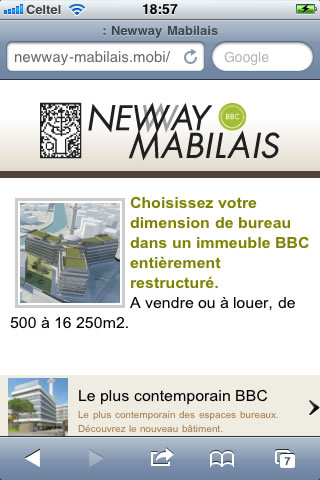 Celtel 18:57
: Newway Mabilais
newway-mabilais.mobi/ Google
NEWWAY BBC
MABILAIS
Choisissez votre
dimension de bureau
dans un immeuble BBC
entièrement
restructuré.
A vendre ou à louer, de
500 à 16 250m2.
Le plus contemporain BBC
Le plus contemporain des espaces bureaux.
Découvrez le nouveau bâtiment.
7